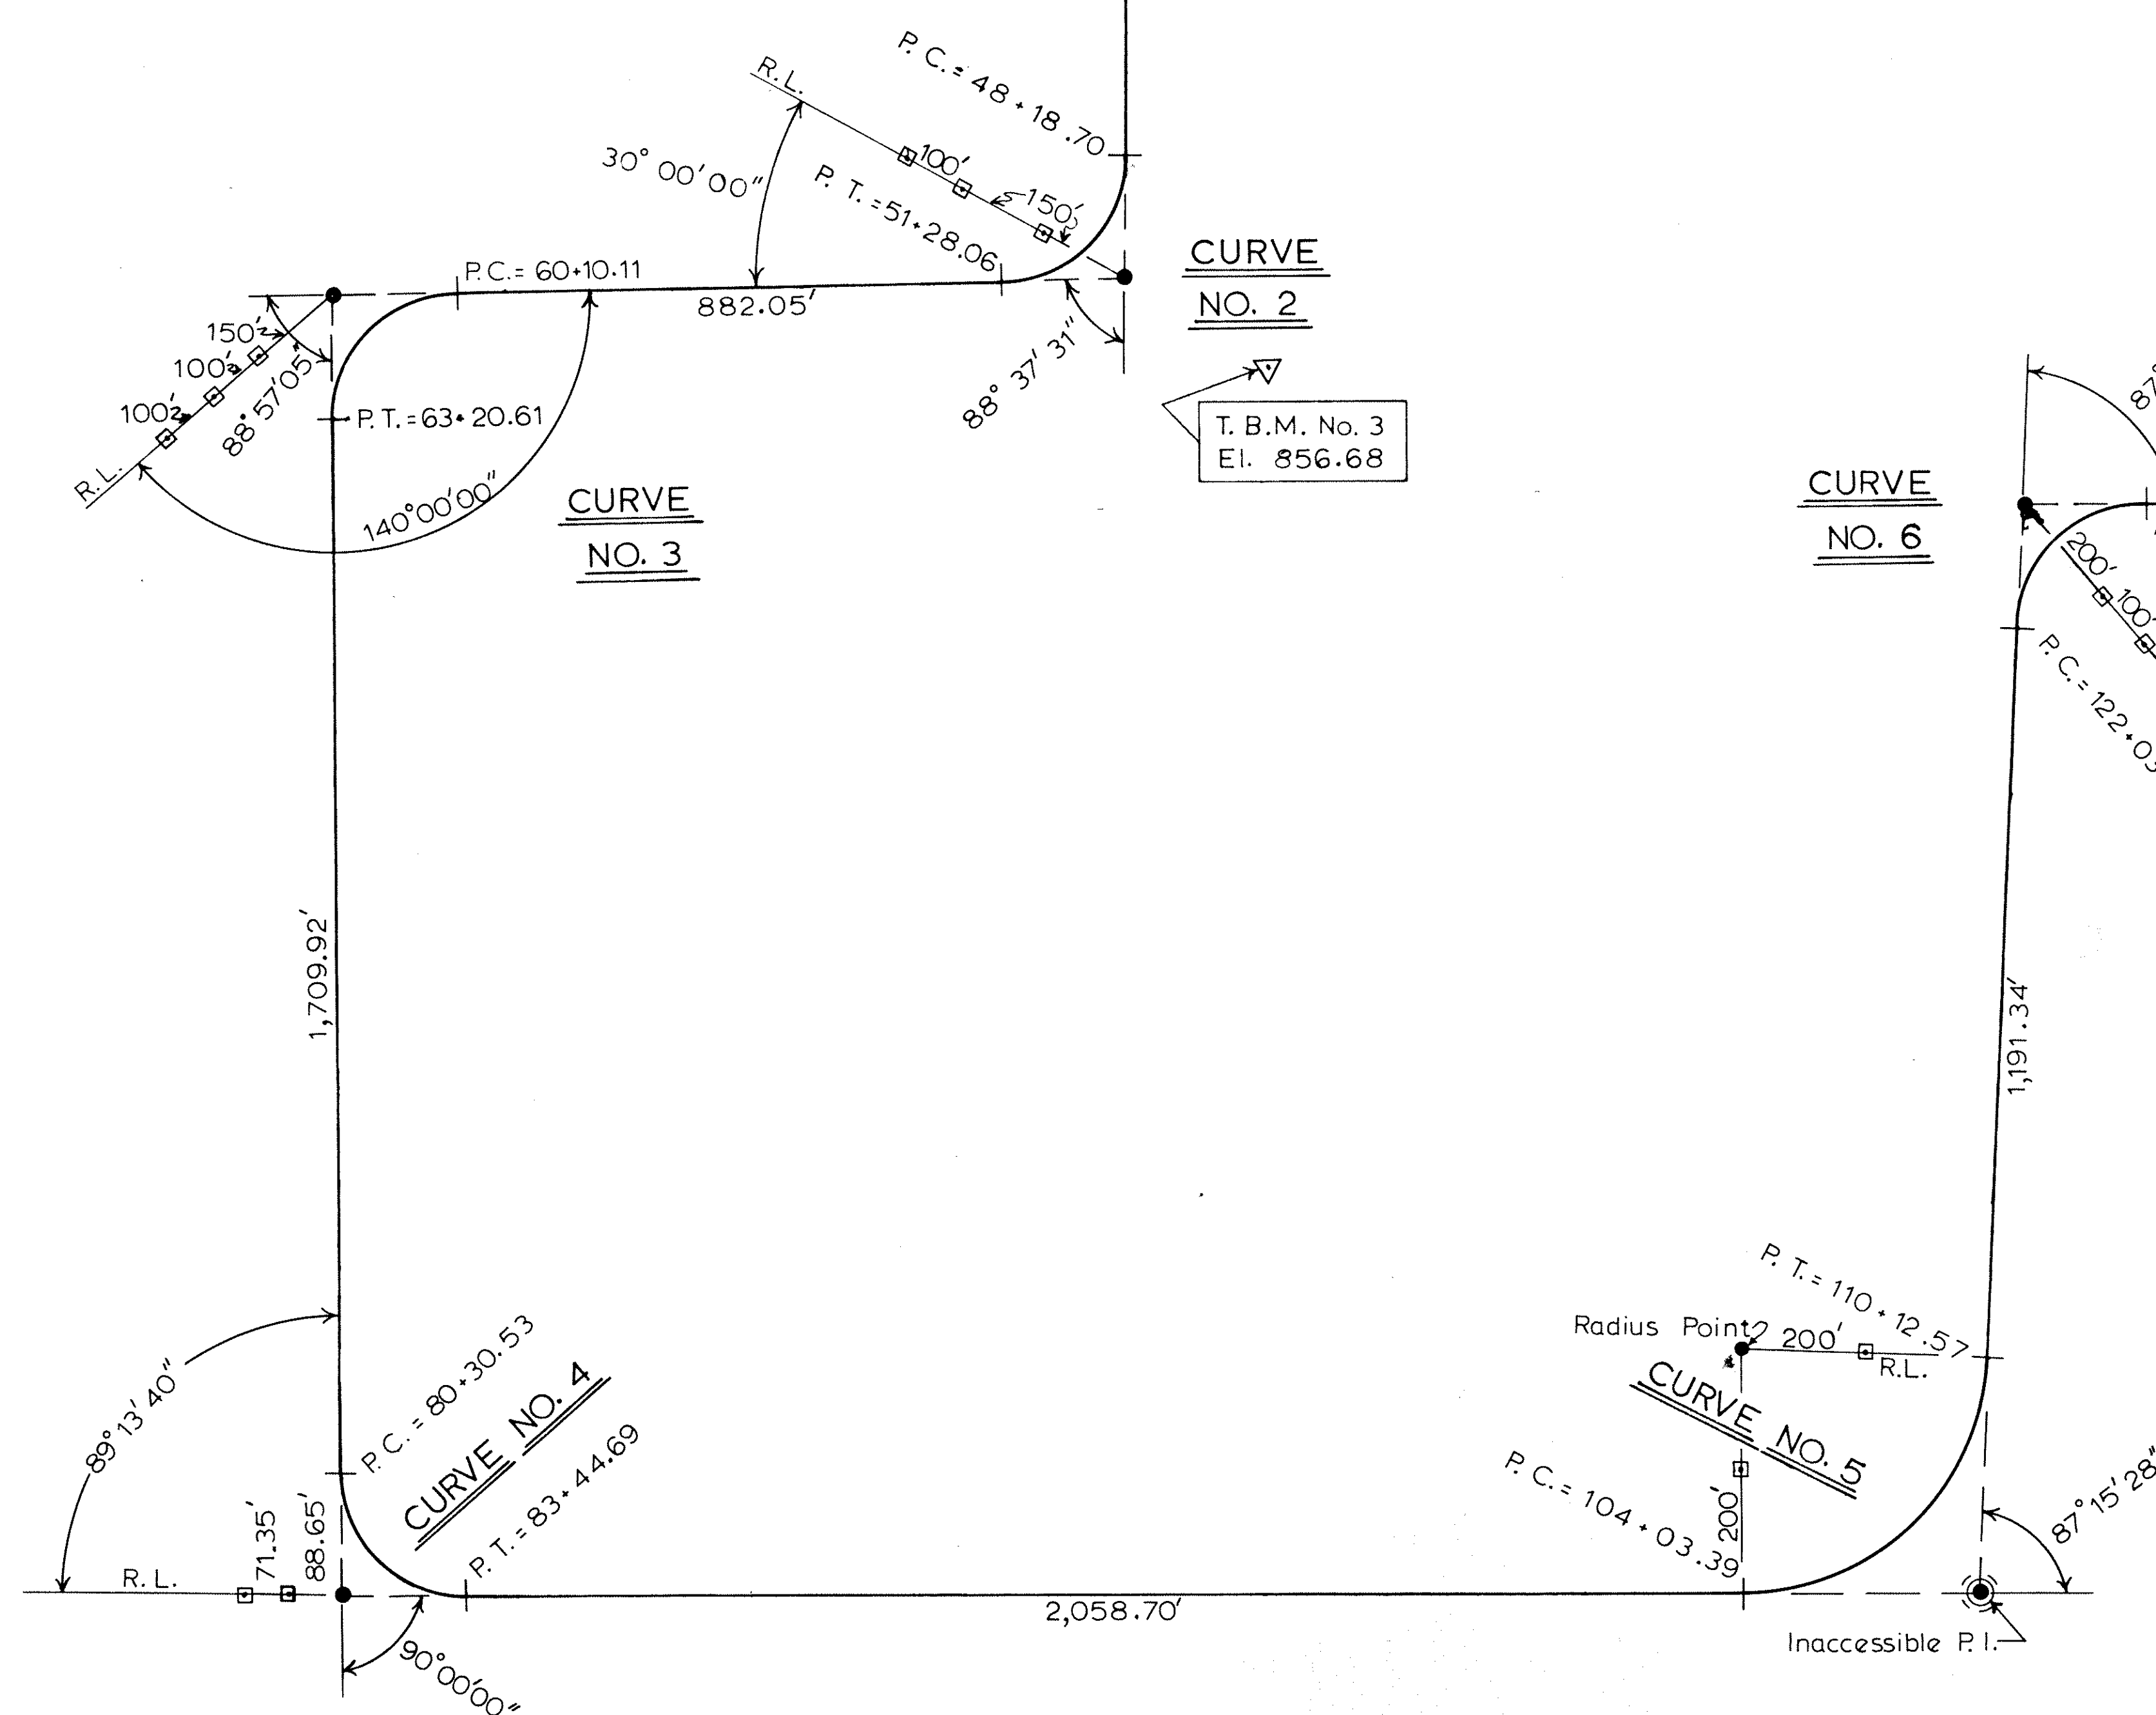 P. C. = 48+18.70
R. L.
100'
150'
30° 00' 00"
P. T. = 51+28.06
CURVE
NO. 2
P.C. = 60+10.11
882.05'
150'
100'
100'
88° 57' 05"
R. L.
P. T. = 63+20.61
140° 00' 00"
CURVE
NO. 3
88° 37' 31"
T. B. M. No. 3
El. 856.68
CURVE
NO. 6
87°
200'
100'
P. C. = 122+03
1,709.92'
1,191.34'
89° 13' 40"
P. C. = 80+30.53
CURVE NO. 4
P. T. = 83+44.69
71.35'
88.65'
R. L.
90° 00' 00"
2,058.70'
P. T. = 110+12.57
Radius Point
200'
R.L.
CURVE NO. 5
P. C. = 104+03.39
200'
87° 15' 28"
Inaccessible P. I.